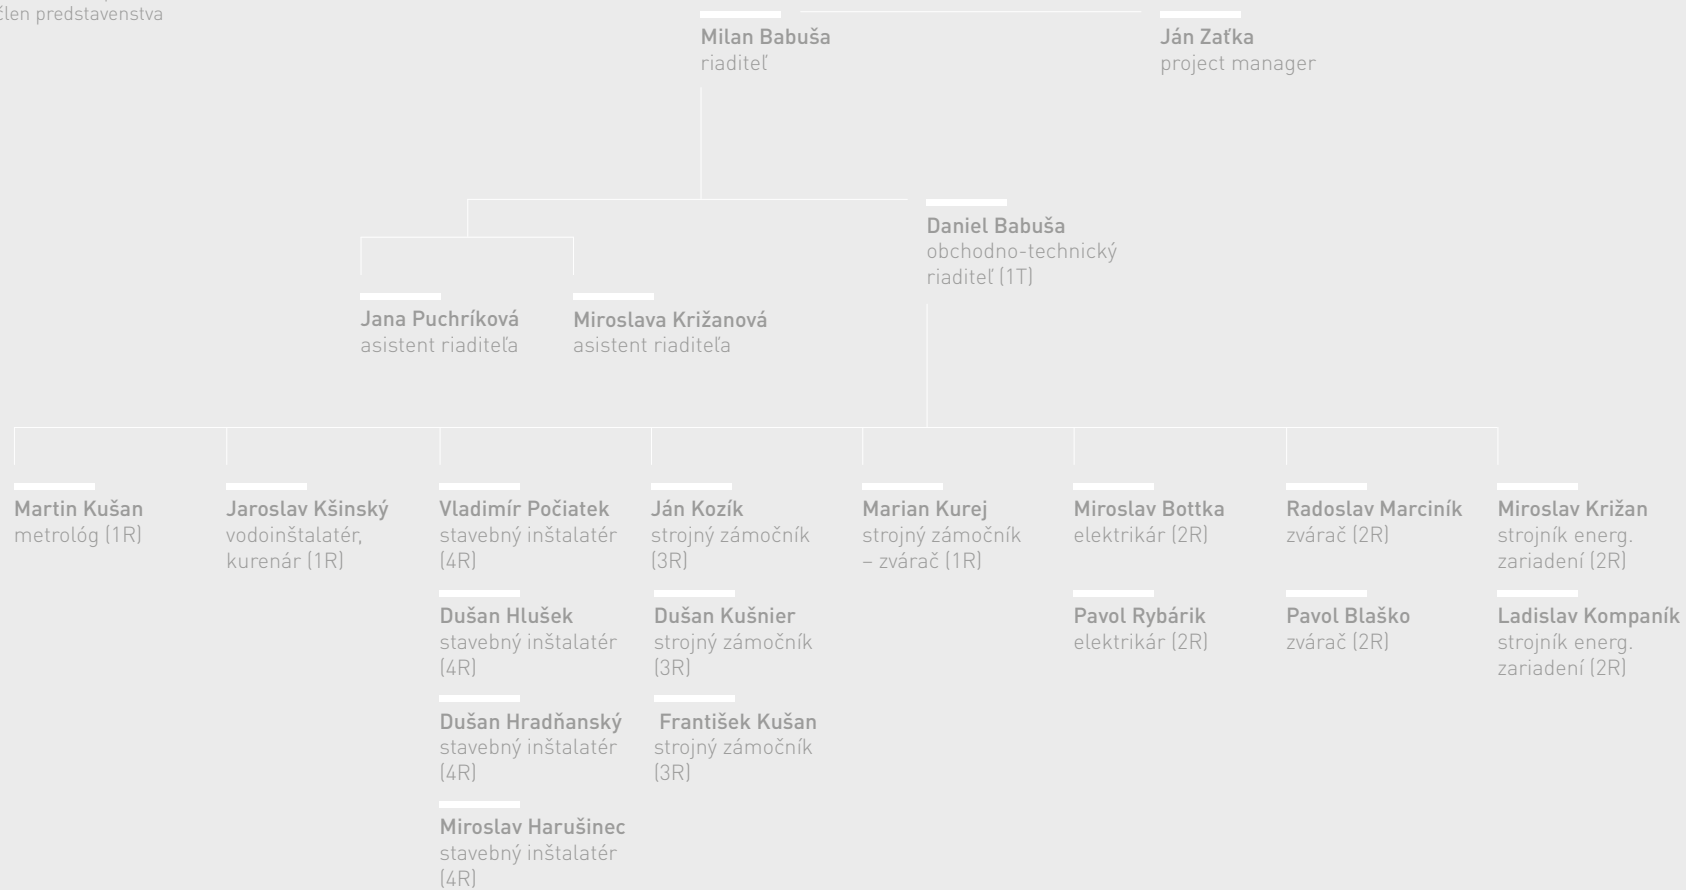 člen predstavenstva
Milan Babuša
riaditeľ
Ján Zaťka
project manager
Daniel Babuša
obchodno-technický
riaditeľ (1T)
Jana Puchríková
asistent riaditeľa
Miroslava Križanová
asistent riaditeľa
Martin Kušan
metrológ (1R)
Jaroslav Kšinský
vodoinštalatér,
kurenár (1R)
Vladimír Počiatek
stavebný inštalatér
(4R)
Ján Kozík
strojný zámočník
(3R)
Marian Kurej
strojný zámočník
– zvárač (1R)
Miroslav Bottka
elektrikár (2R)
Radoslav Marciník
zvárač (2R)
Miroslav Križan
strojník energ.
zariadení (2R)
Dušan Hlušek
stavebný inštalatér
(4R)
Dušan Kušnier
strojný zámočník
(3R)
Pavol Rybárik
elektrikár (2R)
Pavol Blaško
zvárač (2R)
Ladislav Kompaník
strojník energ.
zariadení (2R)
Dušan Hradňanský
stavebný inštalatér
(4R)
František Kušan
strojný zámočník
(3R)
Miroslav Harušinec
stavebný inštalatér
(4R)